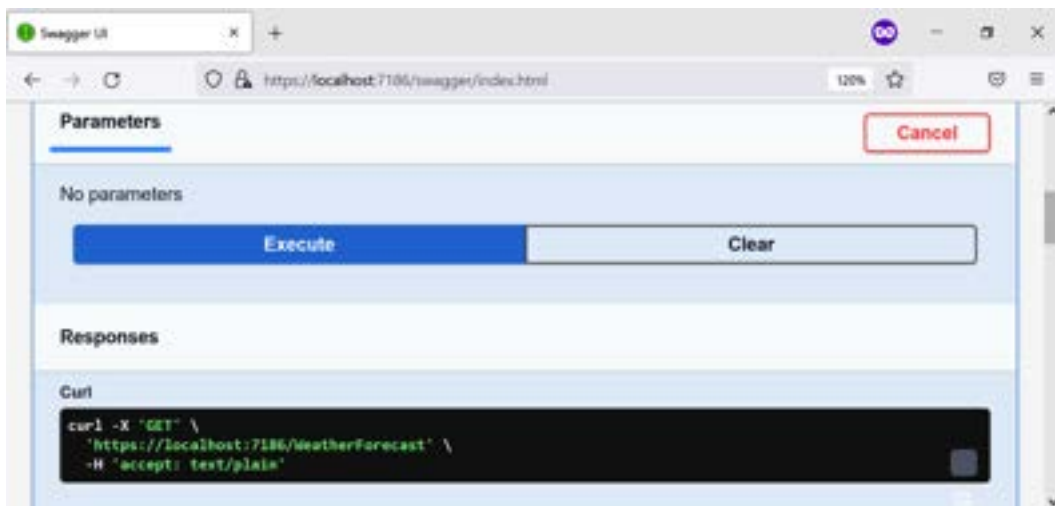 Swagger UI
https://localhost:7186/swagger/index.html
120%
Parameters
Cancel
No parameters
Execute
Clear
Responses
Curl
curl -X 'GET' \
'https://localhost:7186/WeatherForecast' \
-H 'accept: text/plain'